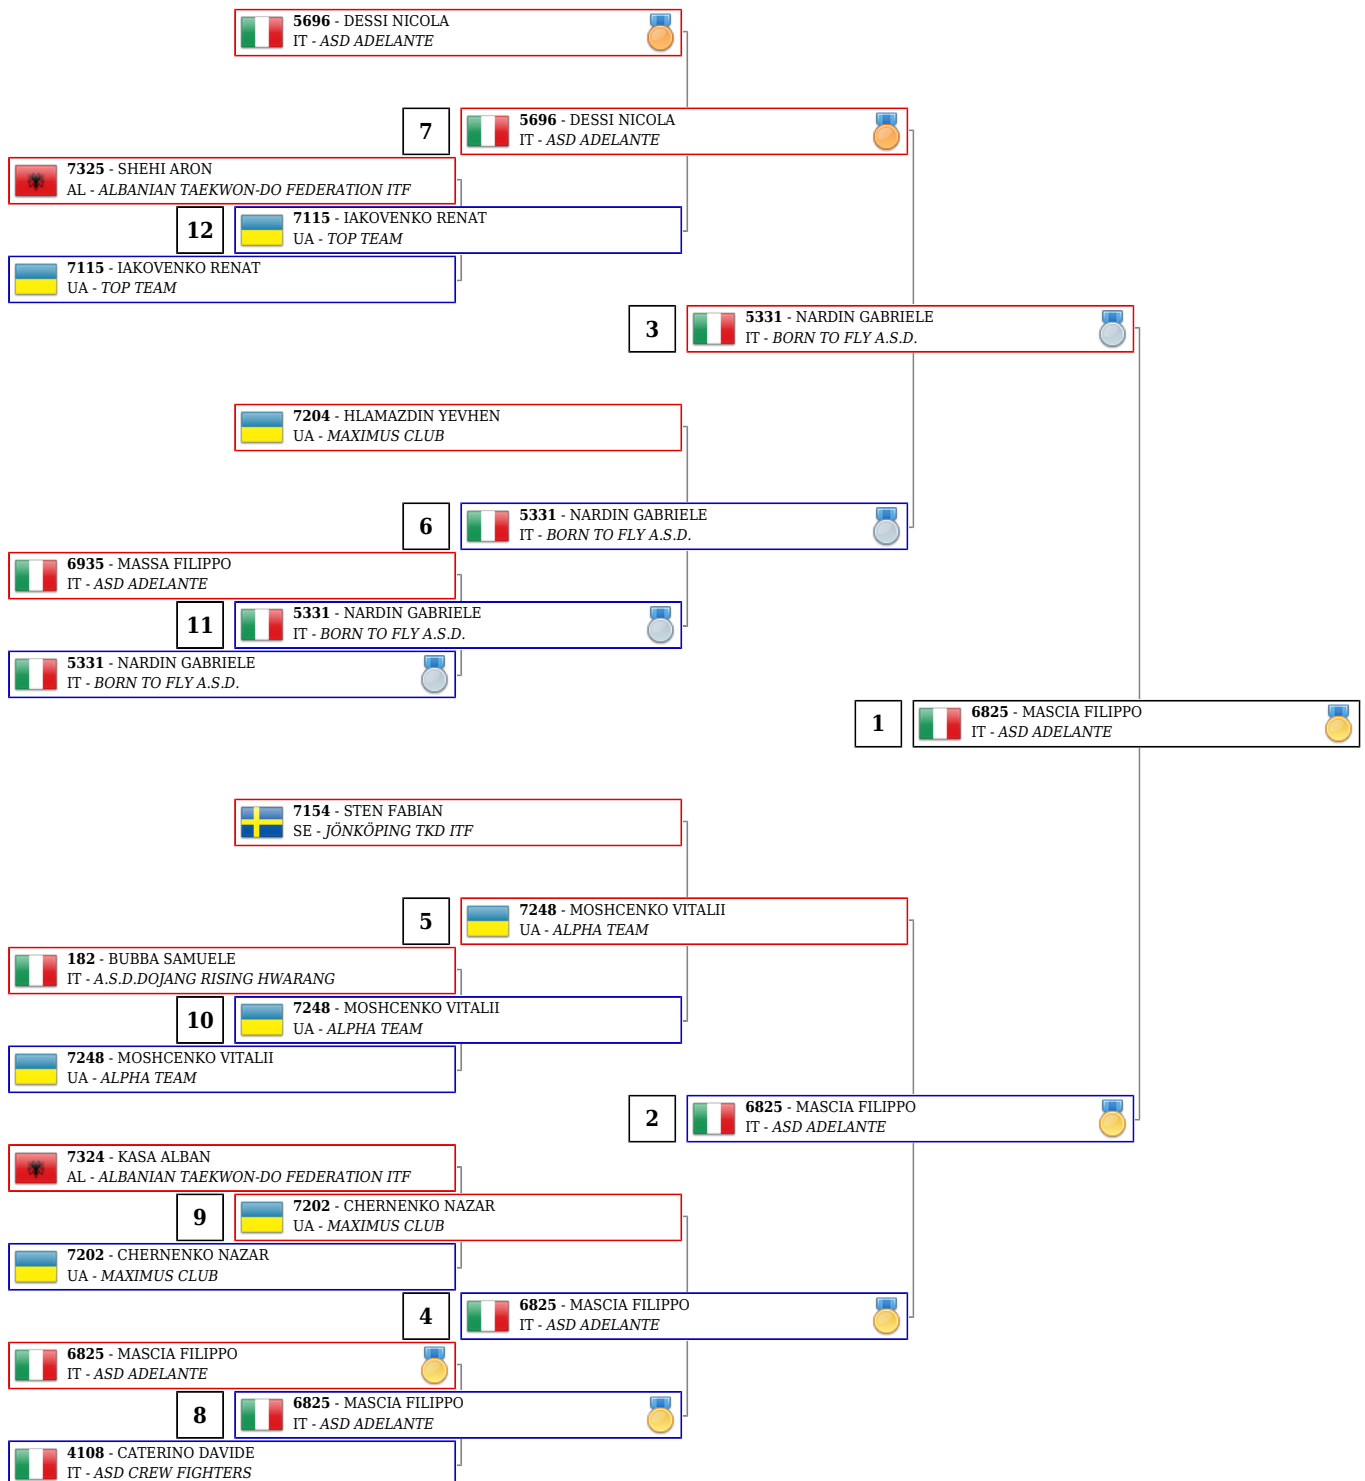 5696 - DESSI NICOLA
IT - ASD ADELANTE
7
5696 - DESSI NICOLA
IT - ASD ADELANTE
7325 - SHEHI ARON
AL - ALBANIAN TAEKWON-DO FEDERATION ITF
12
7115 - IAKOVENKO RENAT
UA - TOP TEAM
7115 - IAKOVENKO RENAT
UA - TOP TEAM
3
5331 - NARDIN GABRIELE
IT - BORN TO FLY A.S.D.
7204 - HLAMAZDIN YEVHEN
UA - MAXIMUS CLUB
6
5331 - NARDIN GABRIELE
IT - BORN TO FLY A.S.D.
6935 - MASSA FILIPPO
IT - ASD ADELANTE
11
5331 - NARDIN GABRIELE
IT - BORN TO FLY A.S.D.
5331 - NARDIN GABRIELE
IT - BORN TO FLY A.S.D.
1
6825 - MASCIA FILIPPO
IT - ASD ADELANTE
7154 - STEN FABIAN
SE - JÖNKÖPING TKD ITF
5
7248 - MOSHCENKO VITALII
UA - ALPHA TEAM
182 - BUBBA SAMUELE
IT - A.S.D.DOJANG RISING HWARANG
10
7248 - MOSHCENKO VITALII
UA - ALPHA TEAM
7248 - MOSHCENKO VITALII
UA - ALPHA TEAM
2
6825 - MASCIA FILIPPO
IT - ASD ADELANTE
7324 - KASA ALBAN
AL - ALBANIAN TAEKWON-DO FEDERATION ITF
9
7202 - CHERNENKO NAZAR
UA - MAXIMUS CLUB
7202 - CHERNENKO NAZAR
UA - MAXIMUS CLUB
4
6825 - MASCIA FILIPPO
IT - ASD ADELANTE
6825 - MASCIA FILIPPO
IT - ASD ADELANTE
8
6825 - MASCIA FILIPPO
IT - ASD ADELANTE
4108 - CATERINO DAVIDE
IT - ASD CREW FIGHTERS